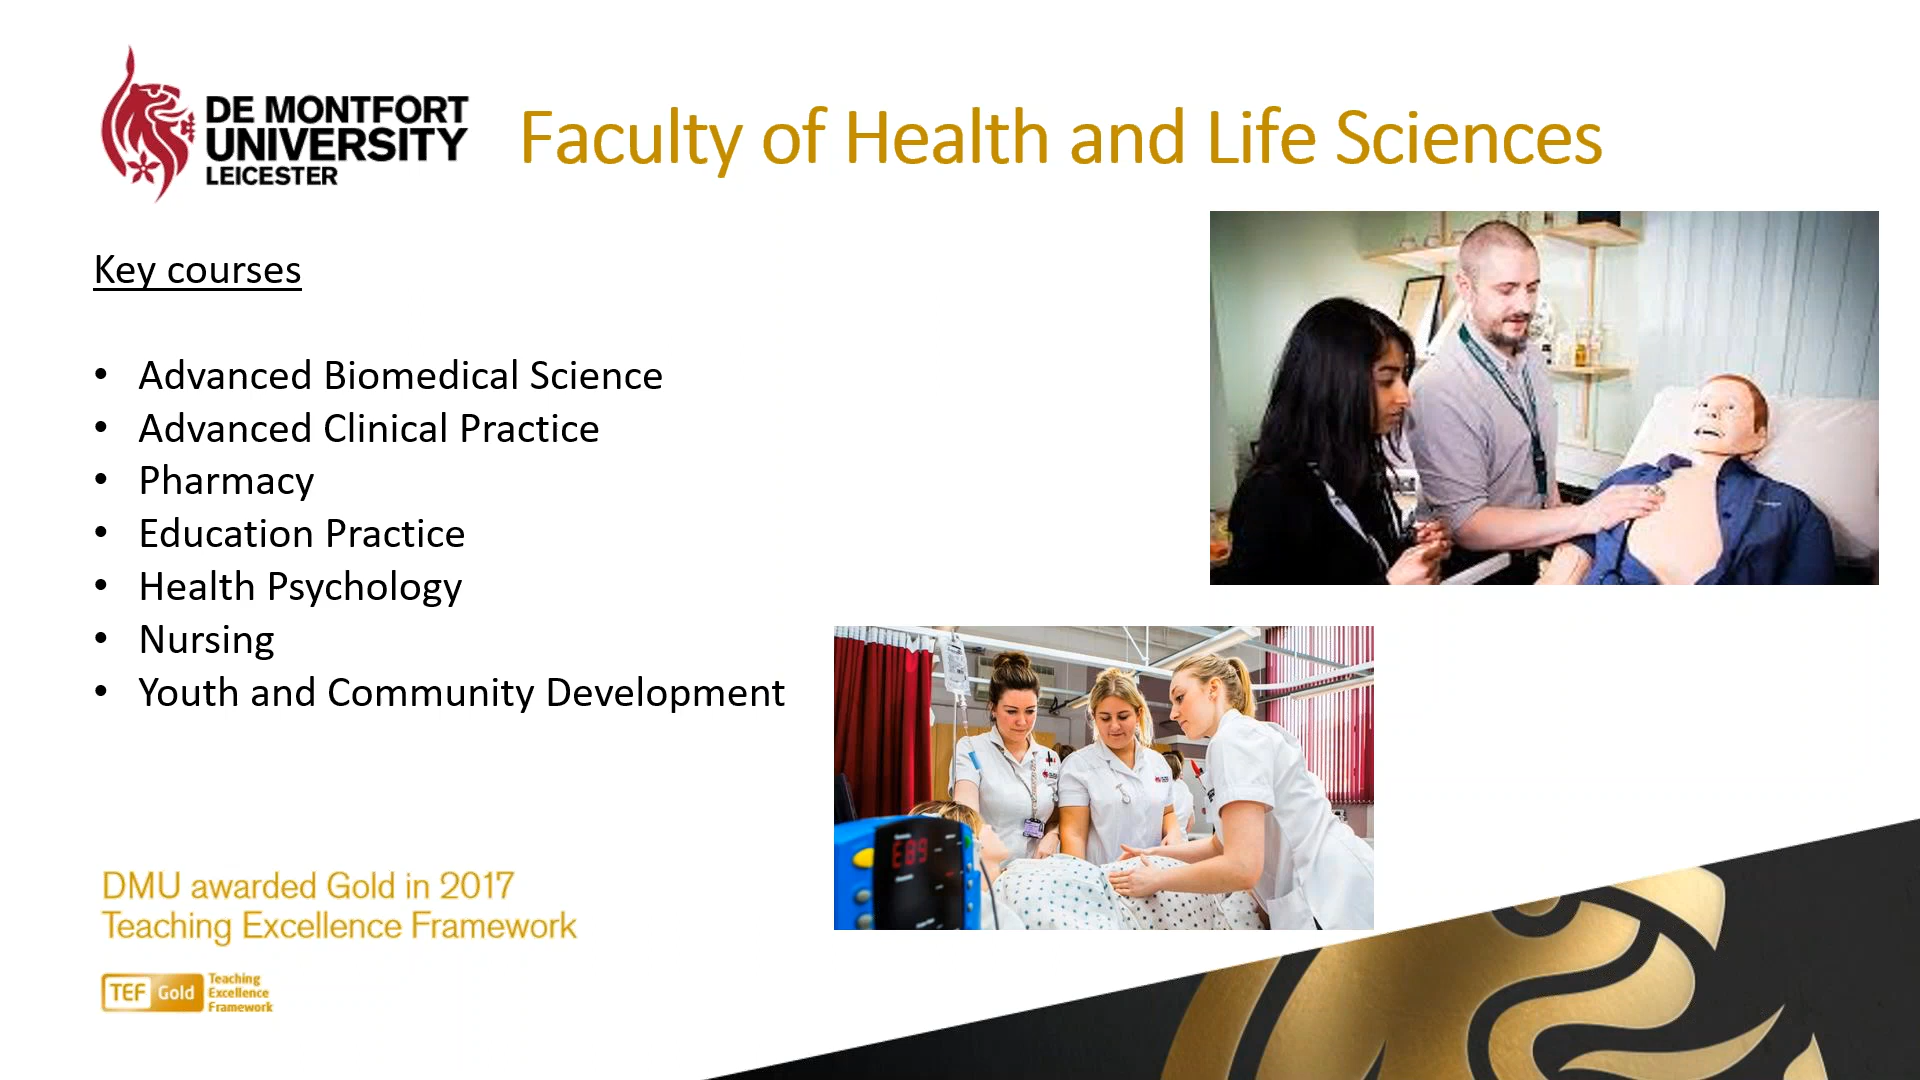 DE MONTFORT
UNIVERSITY
LEICESTER
Faculty of Health and Life Sciences
Key courses
• Advanced Biomedical Science
• Advanced Clinical Practice
• Pharmacy
• Education Practice
• Health Psychology
• Nursing
• Youth and Community Development
E89
DMU awarded Gold in 2017
Teaching Excellence Framework
TEF Gold
Teaching
Excellence
Framework